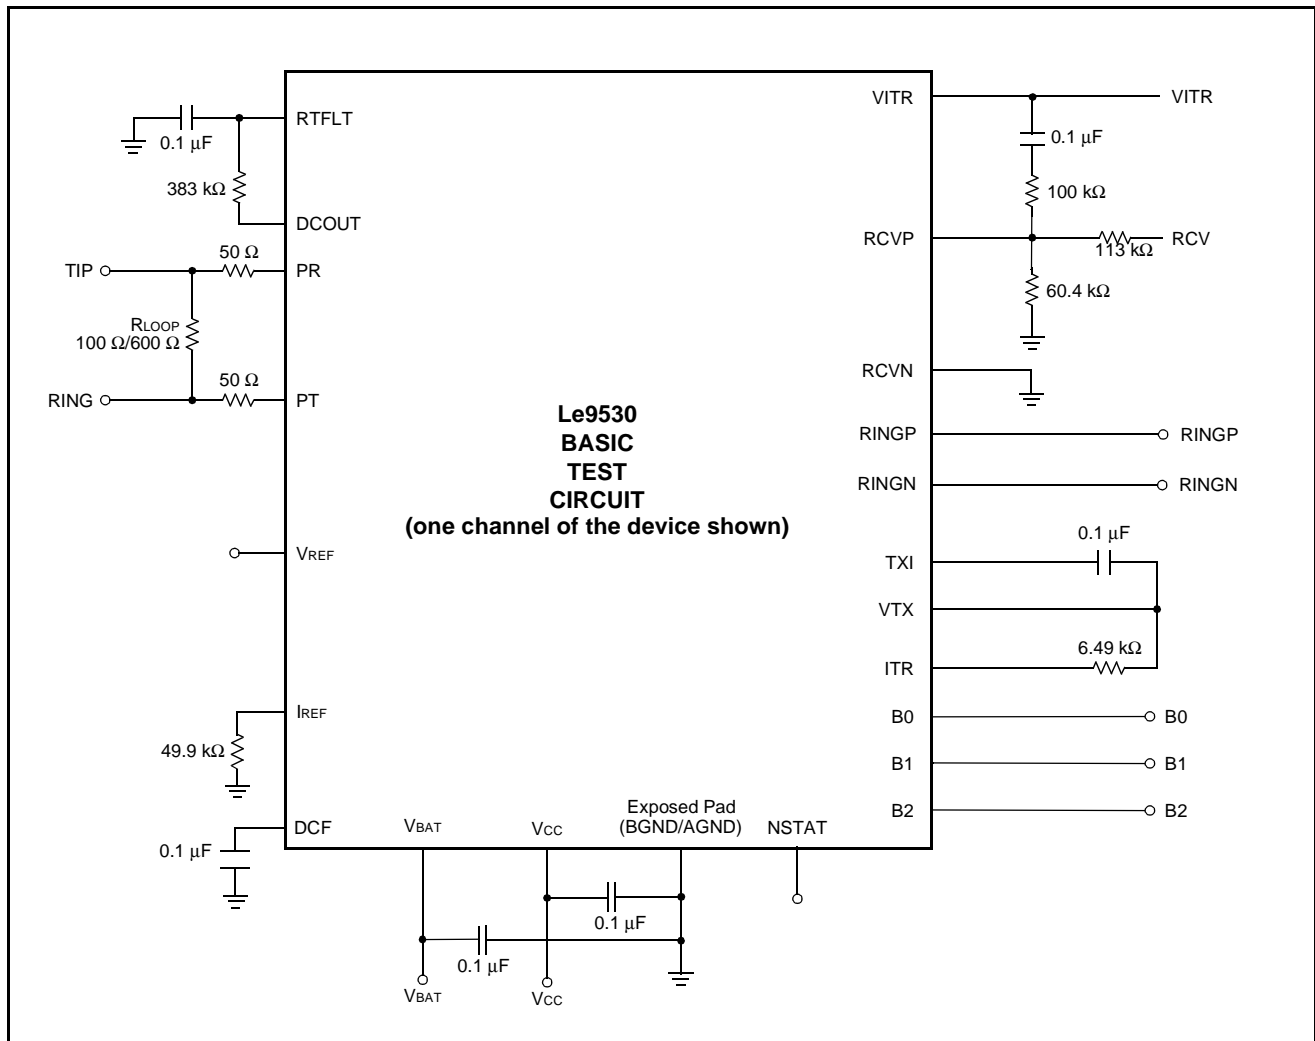 RTFLT
0.1 μF
383 kΩ
DCOUT
50 Ω
TIP
PR
RLOOP
100 Ω/600 Ω
50 Ω
RING
PT
VREF
IREF
49.9 kΩ
DCF
0.1 μF
Le9530
BASIC
TEST
CIRCUIT
(one channel of the device shown)
VITR
VITR
0.1 μF
100 kΩ
RCVP
RCV
113 kΩ
60.4 kΩ
RCVN
RINGP
RINGP
RINGN
RINGN
0.1 μF
TXI
VTX
6.49 kΩ
ITR
B0
B0
B1
B1
B2
B2
VBAT
VCC
Exposed Pad
(BGND/AGND)
NSTAT
0.1 μF
0.1 μF
VBAT
VCC